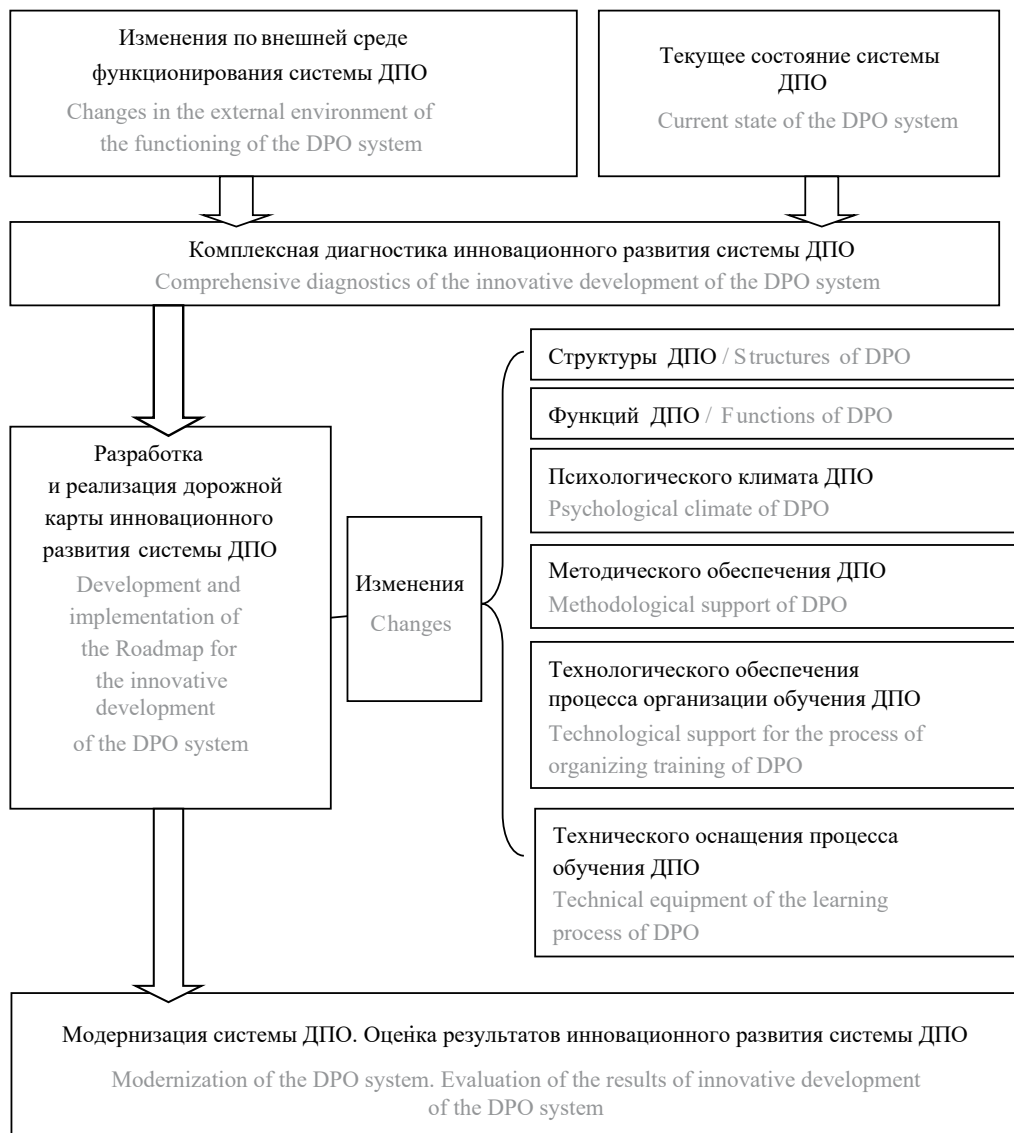 Изменения по внешней среде
функционирования системы ДПО
Changes in the external environment of
the functioning of the DPO system
Текущее состояние системы
ДПО
Current state of the DPO system
Комплексная диагностика инновационного развития системы ДПО
Comprehensive diagnostics of the innovative development of the DPO system
Разработка
и реализация дорожной
карты инновационного
развития системы ДПО
Development and
implementation of
the Roadmap for
the innovative
development
of the DPO system
Изменения
Changes
Структуры ДПО / Structures of DPO
Функций ДПО / Functions of DPO
Психологического климата ДПО
Psychological climate of DPO
Методического обеспечения ДПО
Methodological support of DPO
Технологического обеспечения
процесса организации обучения ДПО
Technological support for the process of
organizing training of DPO
Технического оснащения процесса
обучения ДПО
Technical equipment of the learning
process of DPO
Модернизация системы ДПО. Оценка результатов инновационного развития системы ДПО
Modernization of the DPO system. Evaluation of the results of innovative development
of the DPO system